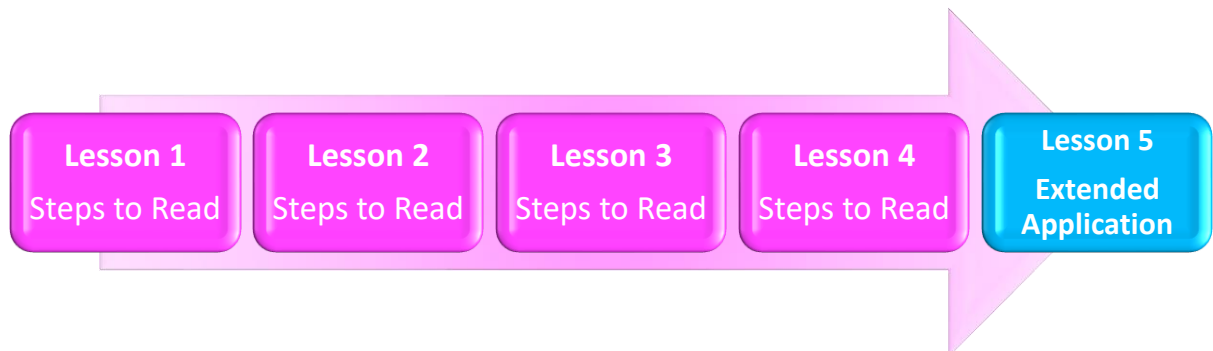 Lesson 1
Steps to Read
Lesson 2
Steps to Read
Lesson 3
Steps to Read
Lesson 4
Steps to Read
Lesson 5
Extended
Application